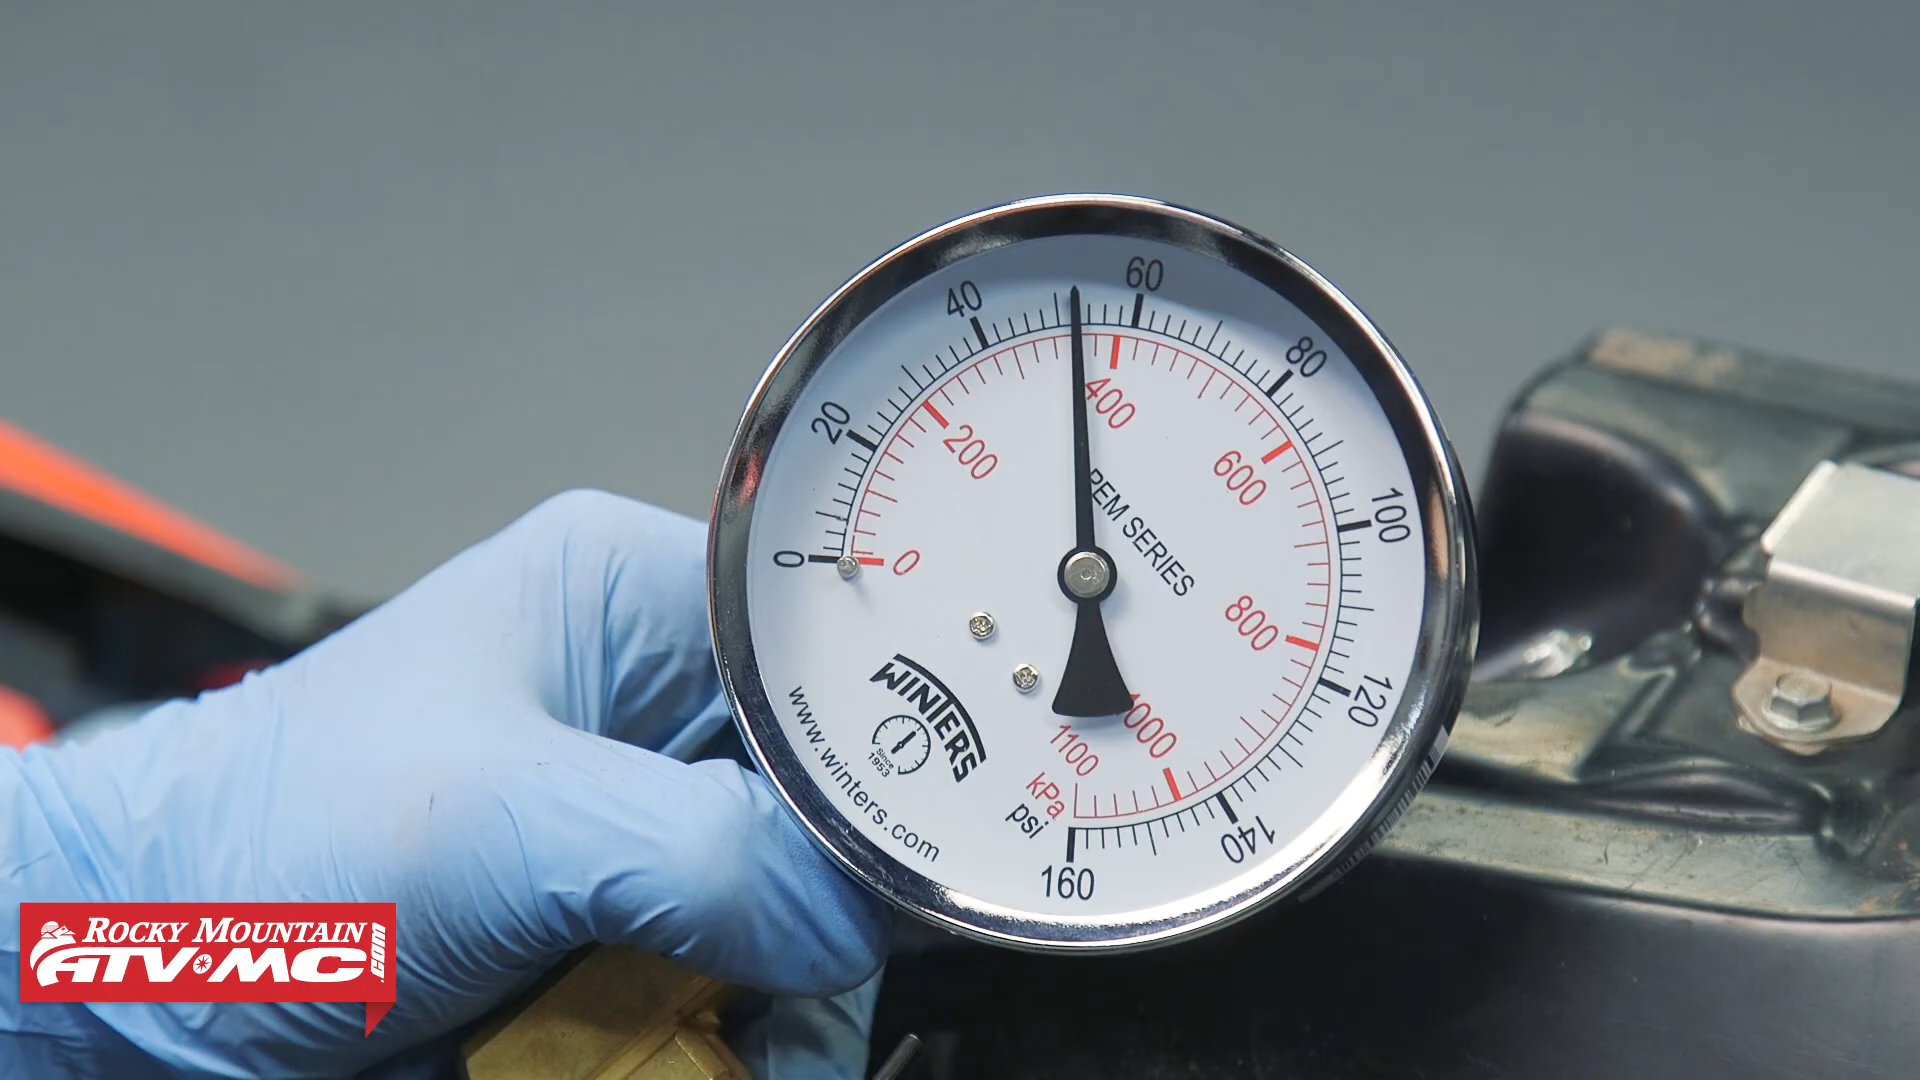 0
20
40
60
80
100
120
140
160
0
200
400
600
800
1000
1100
kPa
psi
PEM SERIES
WINTERS
Since
1953
www.winters.com
ROCKY MOUNTAIN
ATV MC
.COM